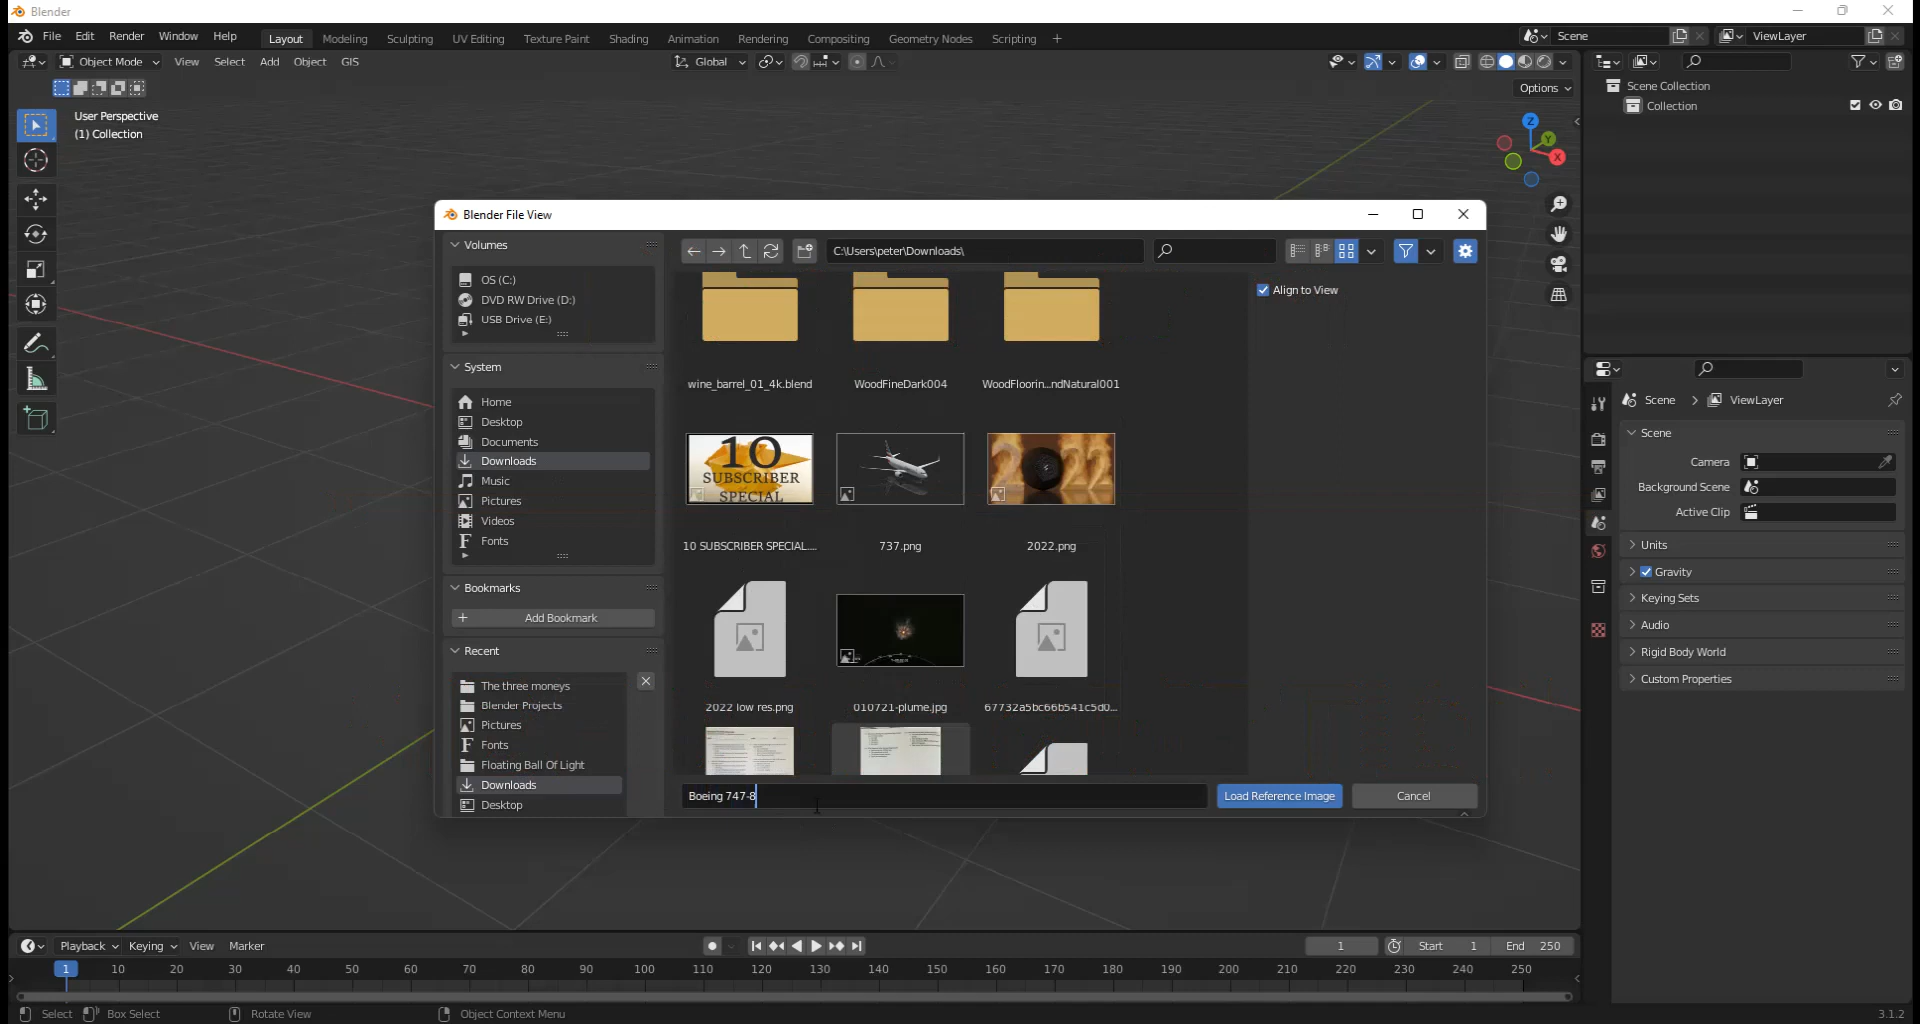 Blender
File Edit Render Window Help Layout Modeling Sculpting UV Editing Texture Paint Shading Animation Rendering Compositing Geometry Nodes Scripting + Scene ViewLayer
Object Mode View Select Add Object GIS Global
Options
User Perspective
(1) Collection
Z
Y
X
Scene Collection
Collection
Blender File View
Volumes
OS (C:)
DVD RW Drive (D:)
USB Drive (E:)
System
Home
Desktop
Documents
Downloads
Music
Pictures
Videos
Fonts
Bookmarks
Add Bookmark
Recent
The three moneys
Blender Projects
Pictures
Fonts
Floating Ball Of Light
Downloads
Desktop
C:\Users\peter\Downloads\
Align to View
wine_barrel_01_4k.blend WoodFineDark004 WoodFloorin...ndNatural001
10
SUBSCRIBER
SPECIAL
2022
10 SUBSCRIBER SPECIAL.... 737.png 2022.png
2022 low res.png 010721-plume.jpg 67732a5bc66b541c5d0...
Boeing 747-8 Load Reference Image Cancel
Scene > ViewLayer
Scene
Camera
Background Scene
Active Clip
Units
Gravity
Keying Sets
Audio
Rigid Body World
Custom Properties
Playback Keying View Marker 1 Start 1 End 250
1 10 20 30 40 50 60 70 80 90 100 110 120 130 140 150 160 170 180 190 200 210 220 230 240 250
Select Box Select Rotate View Object Context Menu 3.1.2